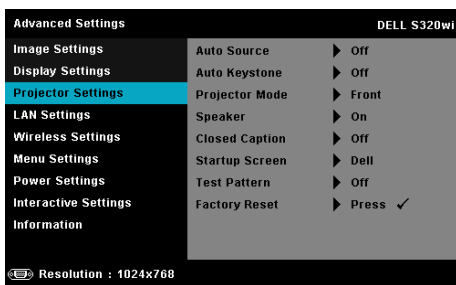 Advanced Settings DELL S320wi
Image Settings
Display Settings
Projector Settings
LAN Settings
Wireless Settings
Menu Settings
Power Settings
Interactive Settings
Information
Auto Source Off
Auto Keystone Off
Projector Mode Front
Speaker On
Closed Caption Off
Startup Screen Dell
Test Pattern Off
Factory Reset Press ✓
Resolution : 1024x768